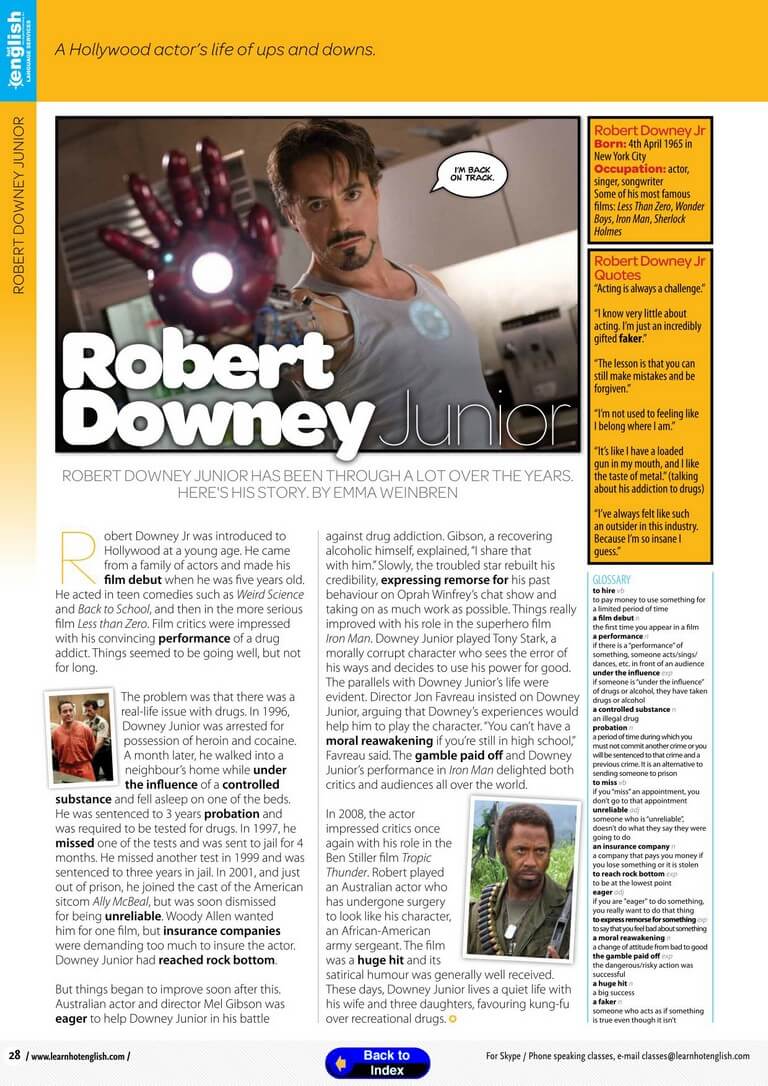 hot
english
LANGUAGE SERVICES
A Hollywood actor's life of ups and downs.
ROBERT DOWNEY JUNIOR
I'M BACK
ON TRACK.
Robert
Downey Junior
ROBERT DOWNEY JUNIOR HAS BEEN THROUGH A LOT OVER THE YEARS.
HERE'S HIS STORY. BY EMMA WEINBREN
Robert Downey Jr was introduced to
Hollywood at a young age. He came
from a family of actors and made his
film debut when he was five years old.
He acted in teen comedies such as Weird Science
and Back to School, and then in the more serious
film Less than Zero. Film critics were impressed
with his convincing performance of a drug
addict. Things seemed to be going well, but not
for long.
The problem was that there was a
real-life issue with drugs. In 1996,
Downey Junior was arrested for
possession of heroin and cocaine.
A month later, he walked into a
neighbour's home while under
the influence of a controlled
substance and fell asleep on one of the beds.
He was sentenced to 3 years probation and
was required to be tested for drugs. In 1997, he
missed one of the tests and was sent to jail for 4
months. He missed another test in 1999 and was
sentenced to three years in jail. In 2001, and just
out of prison, he joined the cast of the American
sitcom Ally McBeal, but was soon dismissed
for being unreliable. Woody Allen wanted
him for one film, but insurance companies
were demanding too much to insure the actor.
Downey Junior had reached rock bottom.
But things began to improve soon after this.
Australian actor and director Mel Gibson was
eager to help Downey Junior in his battle
against drug addiction. Gibson, a recovering
alcoholic himself, explained, "I share that
with him." Slowly, the troubled star rebuilt his
credibility, expressing remorse for his past
behaviour on Oprah Winfrey's chat show and
taking on as much work as possible. Things really
improved with his role in the superhero film
Iron Man. Downey Junior played Tony Stark, a
morally corrupt character who sees the error of
his ways and decides to use his power for good.
The parallels with Downey Junior's life were
evident. Director Jon Favreau insisted on Downey
Junior, arguing that Downey's experiences would
help him to play the character. "You can't have a
moral reawakening if you're still in high school,"
Favreau said. The gamble paid off and Downey
Junior's performance in Iron Man delighted both
critics and audiences all over the world.
In 2008, the actor
impressed critics once
again with his role in the
Ben Stiller film Tropic
Thunder. Robert played
an Australian actor who
has undergone surgery
to look like his character,
an African-American
army sergeant. The film
was a huge hit and its
satirical humour was generally well received.
These days, Downey Junior lives a quiet life with
his wife and three daughters, favouring kung-fu
over recreational drugs.
Robert Downey Jr
Born: 4th April 1965 in
New York City
Occupation: actor,
singer, songwriter
Some of his most famous
films: Less Than Zero, Wonder
Boys, Iron Man, Sherlock
Holmes
Robert Downey Jr
Quotes
"Acting is always a challenge."
"I know very little about
acting. I'm just an incredibly
gifted faker."
"The lesson is that you can
still make mistakes and be
forgiven."
"I'm not used to feeling like
I belong where I am."
"It's like I have a loaded
gun in my mouth, and I like
the taste of metal." (talking
about his addiction to drugs)
"I've always felt like such
an outsider in this industry.
Because I'm so insane I
guess."
GLOSSARY
to hire vb
to pay money to use something for
a limited period of time
a film debut n
the first time you appear in a film
a performance n
if there is a "performance" of
something, someone acts/sings/
dances, etc. in front of an audience
under the influence exp
if someone is "under the influence"
of drugs or alcohol, they have taken
drugs or alcohol
a controlled substance n
an illegal drug
probation n
a period of time during which you
must not commit another crime or you
will be sentenced to that crime and a
previous crime. It is an alternative to
sending someone to prison
to miss vb
if you "miss" an appointment, you
don't go to that appointment
unreliable adj
someone who is "unreliable",
doesn't do what they say they were
going to do
an insurance company n
a company that pays you money if
you lose something or it is stolen
to reach rock bottom exp
to be at the lowest point
eager adj
if you are "eager" to do something,
you really want to do that thing
to express remorse for something exp
to say that you feel bad about something
a moral reawakening n
a change of attitude from bad to good
the gamble paid off exp
the dangerous/risky action was
successful
a huge hit n
a big success
a faker n
someone who acts as if something
is true even though it isn't
28 / www.learnhotenglish.com /
Back to
Index
For Skype / Phone speaking classes, e-mail classes@learnhotenglish.com